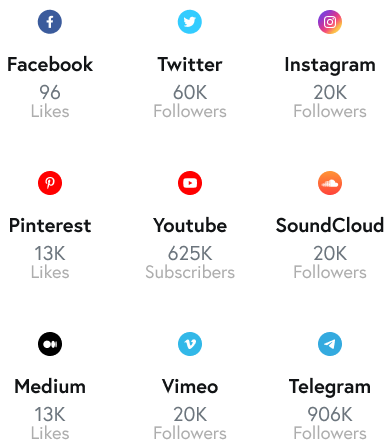 Facebook
96
Likes
Twitter
60K
Followers
Instagram
20K
Followers
Pinterest
13K
Likes
Youtube
625K
Subscribers
SoundCloud
20K
Followers
Medium
13K
Likes
Vimeo
20K
Followers
Telegram
906K
Followers